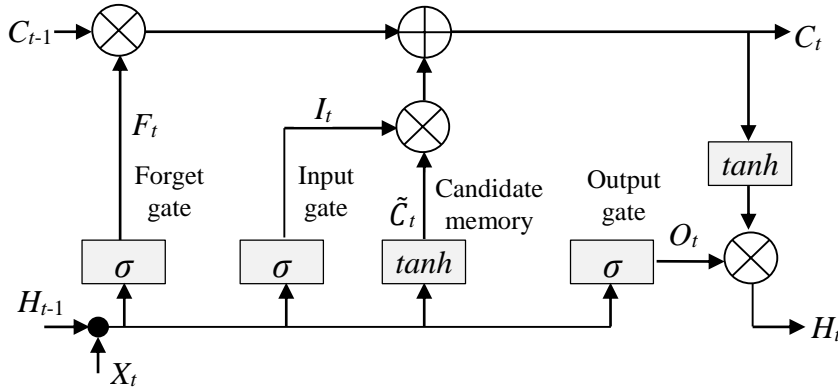 C_{t-1}
C_t
F_t
I_t
tanh
Forget
gate
Input
gate
C̃_t
Candidate
memory
Output
gate
O_t
σ
σ
tanh
σ
H_{t-1}
X_t
H_t